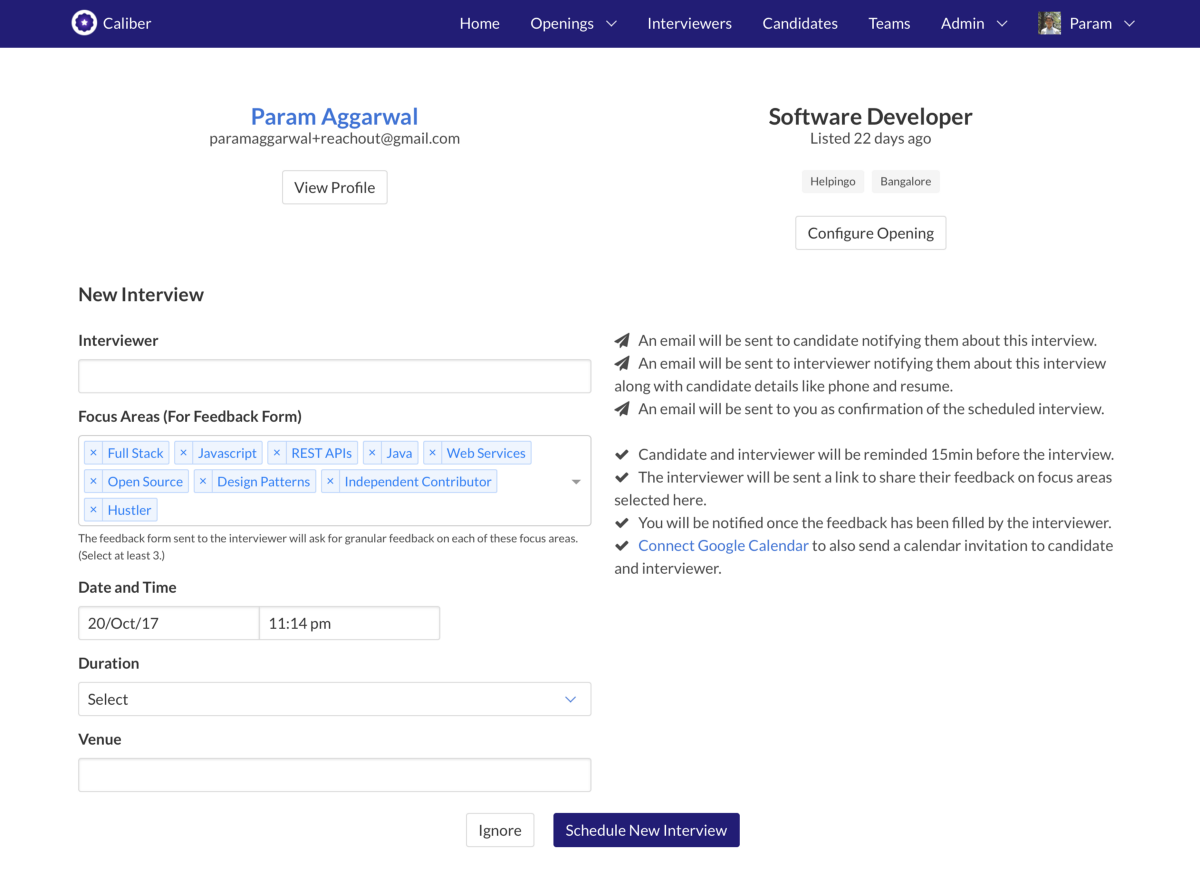 Caliber Home Openings Interviewers Candidates Teams Admin Param
Param Aggarwal
paramaggarwal+reachout@gmail.com
View Profile
Software Developer
Listed 22 days ago
Helpingo Bangalore
Configure Opening
New Interview
Interviewer
Focus Areas (For Feedback Form)
× Full Stack × Javascript × REST APIs × Java × Web Services
× Open Source × Design Patterns × Independent Contributor
× Hustler
The feedback form sent to the interviewer will ask for granular feedback on each of these focus areas.
(Select at least 3.)
Date and Time
20/Oct/17 11:14 pm
Duration
Select
Venue
An email will be sent to candidate notifying them about this interview.
An email will be sent to interviewer notifying them about this interview
along with candidate details like phone and resume.
An email will be sent to you as confirmation of the scheduled interview.
Candidate and interviewer will be reminded 15min before the interview.
The interviewer will be sent a link to share their feedback on focus areas
selected here.
You will be notified once the feedback has been filled by the interviewer.
Connect Google Calendar to also send a calendar invitation to candidate
and interviewer.
Ignore Schedule New Interview